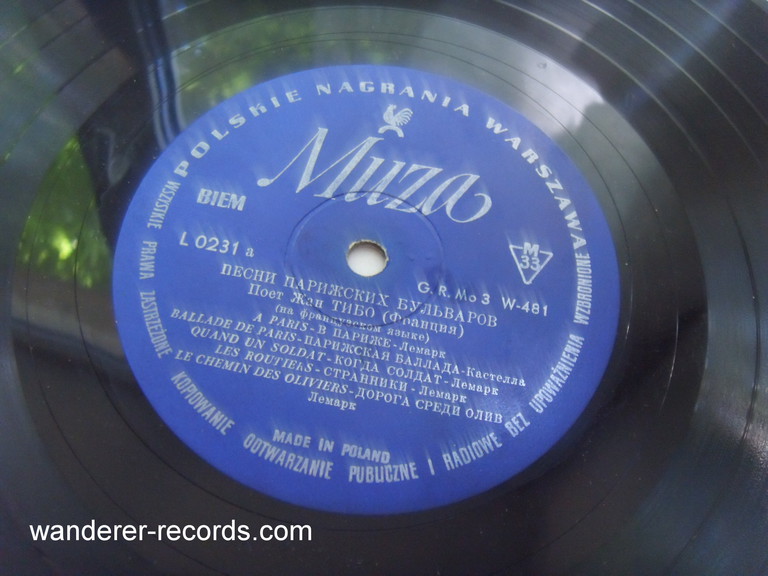 POLSKIE NAGRANIA WARSZAWA
Muza
BIEM
L 0231 a
M 33
G. R. Mo 3 W-481
ПЕСНИ ПАРИЖСКИХ БУЛЬВАРОВ
Поет Жан ТИБО (Франция)
(на французском языке)
A PARIS - В ПАРИЖЕ - Лемарк
BALLADE DE PARIS - ПАРИЖСКАЯ БАЛЛАДА - Кастелла
QUAND UN SOLDAT - КОГДА СОЛДАТ - Лемарк
LES ROUTIERS - СТРАННИКИ - Лемарк
LE CHEMIN DES OLIVIERS - ДОРОГА СРЕДИ ОЛИВ
Лемарк
MADE IN POLAND
WSZYSTKIE PRAWA ZASTRZEŻONE KOPIOWANIE ODTWARZANIE PUBLICZNE I RADIOWE BEZ UPOWAŻNIENIA WZBRONIONE
wanderer-records.com